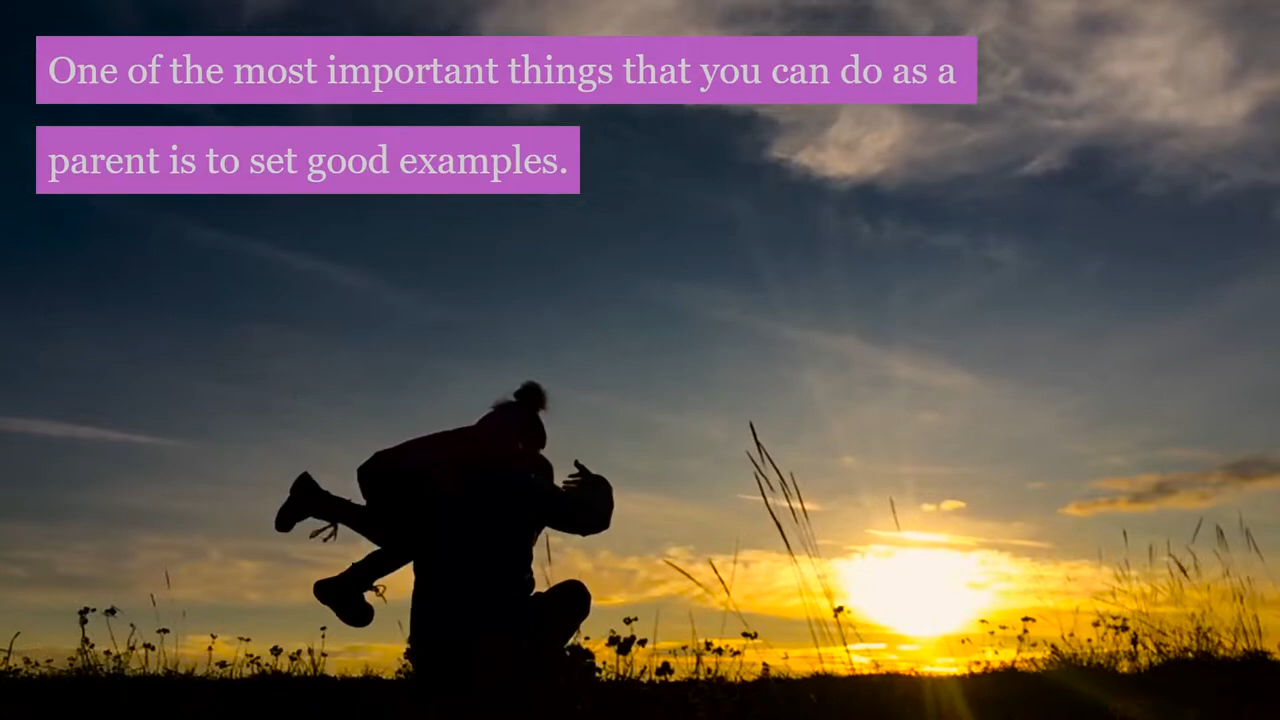 One of the most important things that you can do as a
parent is to set good examples.